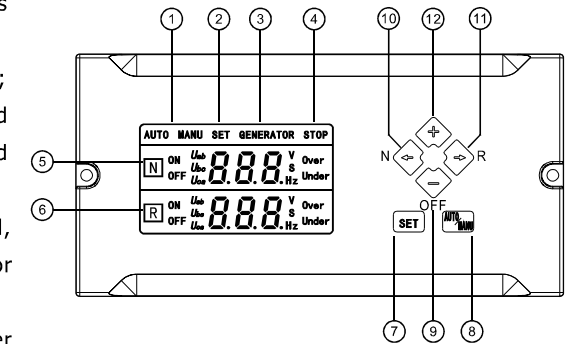 s
① ② ③ ④ ⑩ ⑫ ⑪
;
d
d
AUTO MANU SET GENERATOR STOP
⑤ N ON OFF Uab Ubc Uca 8.8.8. V S Hz Over Under
N R
⑥ R ON OFF Uab Ubc Uca 8.8.8. V S Hz Over Under
OFF
SET AUTO/MANU
,
or
⑦ ⑨ ⑧
er